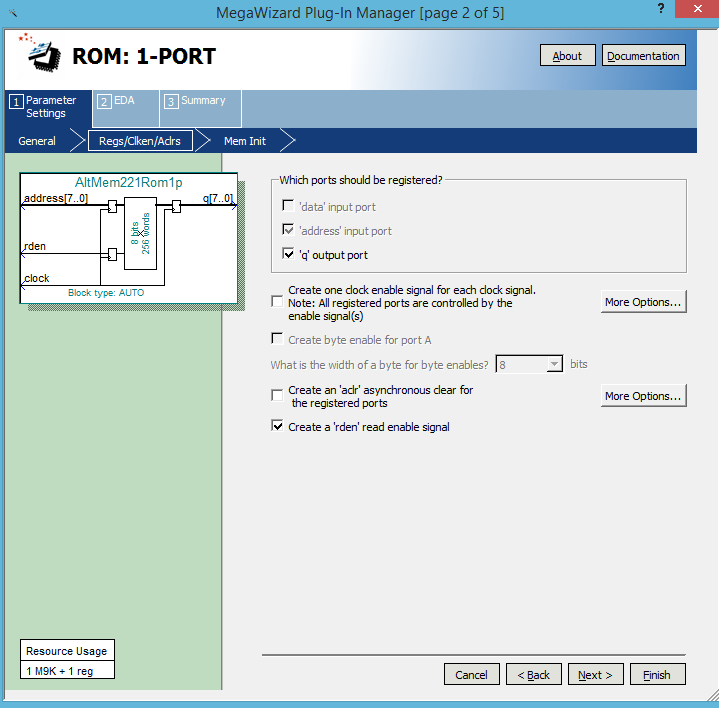 MegaWizard Plug-In Manager [page 2 of 5]
?
x
ROM: 1-PORT
About
Documentation
1 Parameter Settings
2 EDA
3 Summary
General
Regs/Clken/Aclrs
Mem Init
AltMem221Rom1p
address[7..0]
q[7..0]
8 bits
256 Words
rden
clock
Block type: AUTO
Which ports should be registered?
'data' input port
'address' input port
'q' output port
Create one clock enable signal for each clock signal.
Note: All registered ports are controlled by the
enable signal(s)
More Options...
Create byte enable for port A
What is the width of a byte for byte enables?
8
bits
Create an 'aclr' asynchronous clear for
the registered ports
More Options...
Create a 'rden' read enable signal
Resource Usage
1 M9K + 1 reg
Cancel
< Back
Next >
Finish